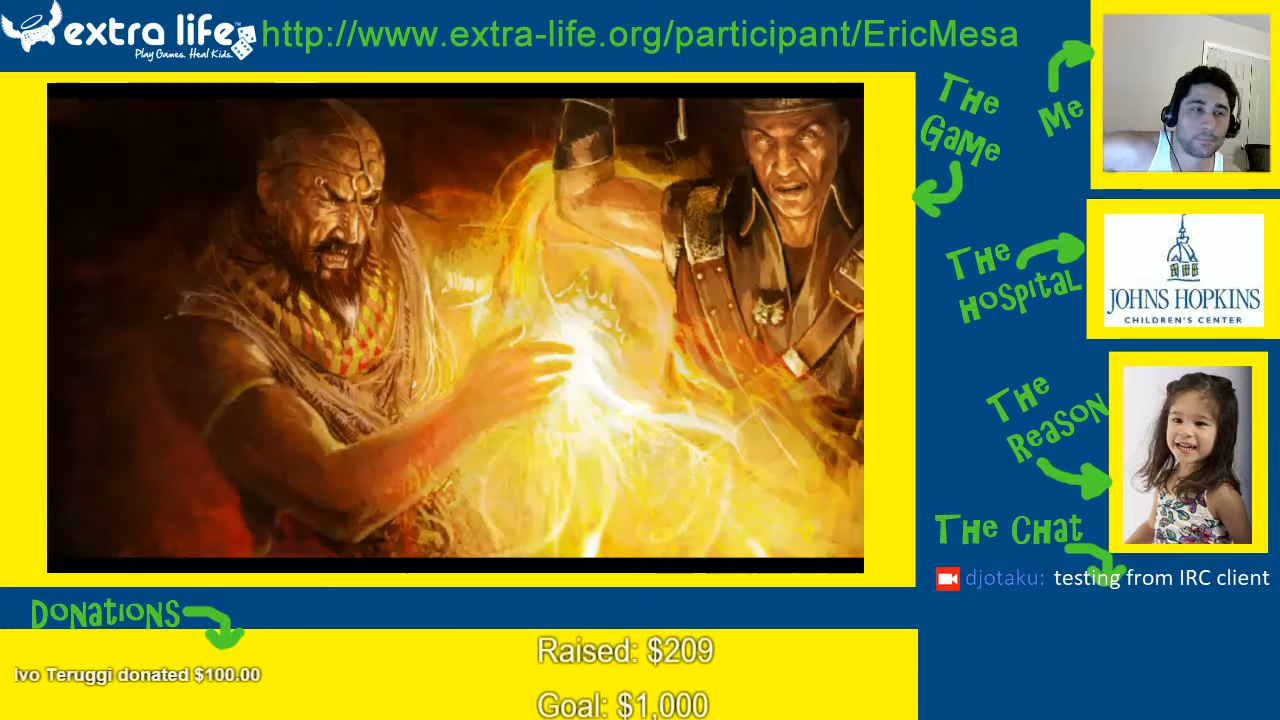 extra life
Play Games. Heal Kids.
http://www.extra-life.org/participant/EricMesa
THE
GAME
ME
THE
HOSPITAL
JOHNS HOPKINS
CHILDREN'S CENTER
THE
REASON
THE CHAT
djotaku: testing from IRC client
DONATIONS
Ivo Teruggi donated $100.00
Raised: $209
Goal: $1,000